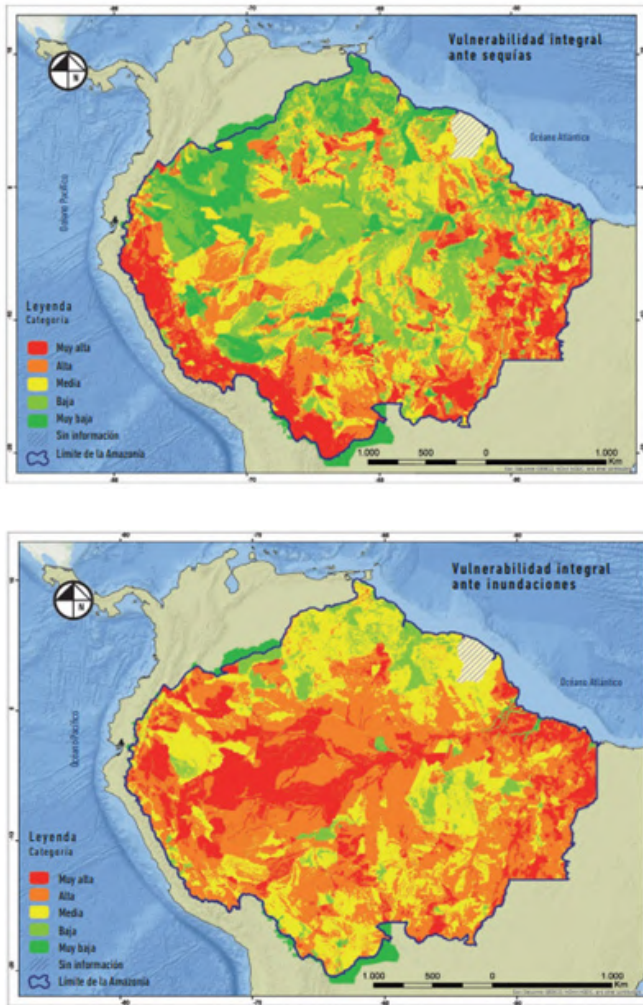 Vulnerabilidad integral
ante sequías
N
Océano Atlántico
Océano Pacífico
Leyenda
Categoría
Muy alta
Alta
Media
Baja
Muy baja
Sin información
Límite de la Amazonía
1.000 500 0 1.000
Km
Vulnerabilidad integral
ante inundaciones
N
Océano Atlántico
Océano Pacífico
Leyenda
Categoría
Muy alta
Alta
Media
Baja
Muy baja
Sin información
Límite de la Amazonía
1.000 500 0 1.000
Km